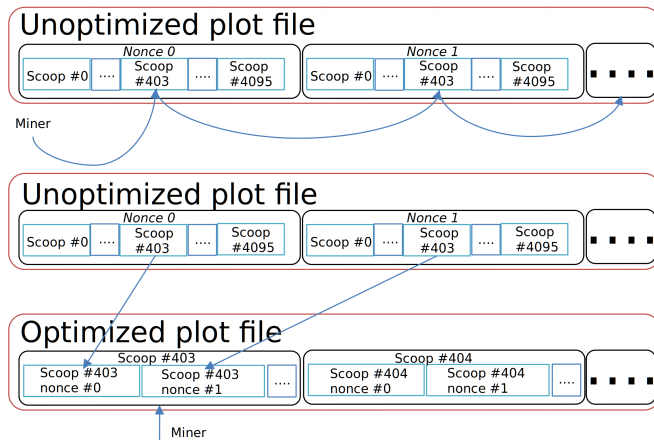 Unoptimized plot file
Nonce 0
Nonce 1
Scoop #0
....
Scoop
#403
....
Scoop
#4095
Scoop #0
....
Scoop
#403
....
Scoop
#4095
....
Miner
Unoptimized plot file
Nonce 0
Nonce 1
Scoop #0
....
Scoop
#403
....
Scoop
#4095
Scoop #0
....
Scoop
#403
....
Scoop
#4095
....
Optimized plot file
Scoop #403
Scoop #404
Scoop #403
nonce #0
Scoop #403
nonce #1
....
Scoop #404
nonce #0
Scoop #404
nonce #1
....
....
Miner